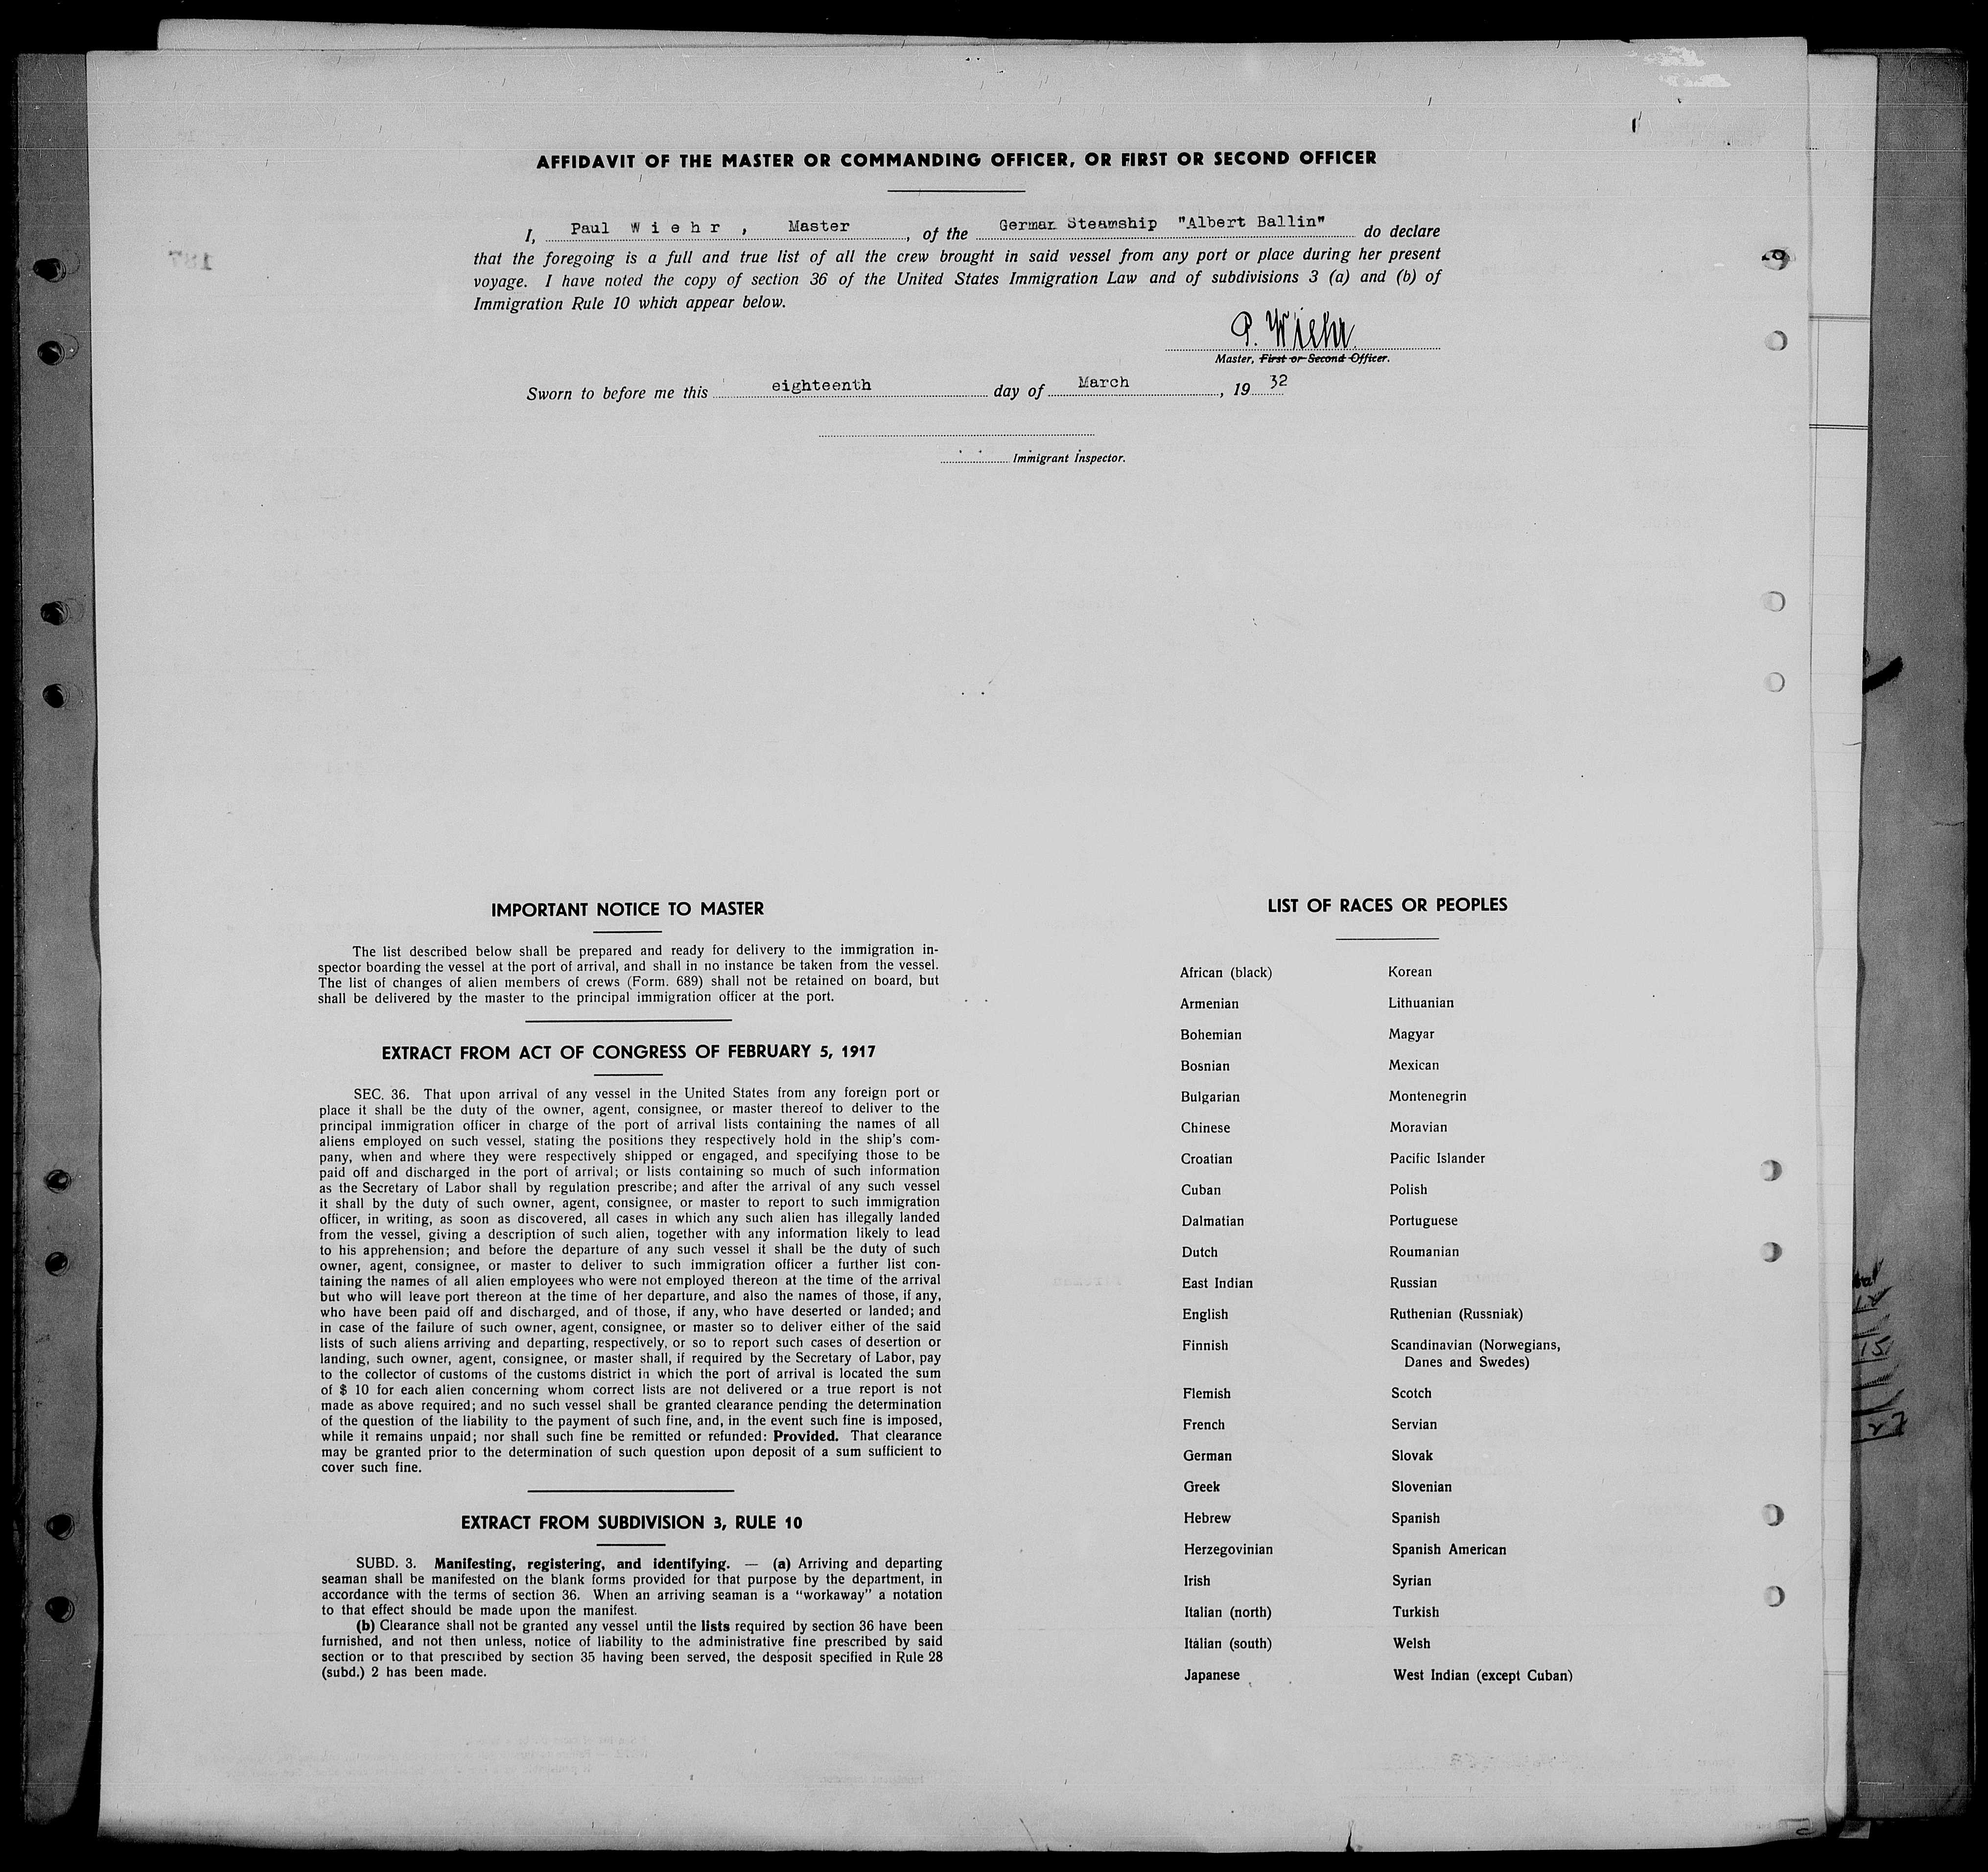 AFFIDAVIT OF THE MASTER OR COMMANDING OFFICER, OR FIRST OR SECOND OFFICER
I, Paul Wiehr, Master, of the German Steamship "Albert Ballin" do declare
that the foregoing is a full and true list of all the crew brought in said vessel from any port or place during her present
voyage. I have noted the copy of section 36 of the United States Immigration Law and of subdivisions 3 (a) and (b) of
Immigration Rule 10 which appear below.
P. Wiehr
Master, First or Second Officer.
Sworn to before me this eighteenth day of March, 1932
Immigrant Inspector.
187
IMPORTANT NOTICE TO MASTER
The list described below shall be prepared and ready for delivery to the immigration in-
spector boarding the vessel at the port of arrival, and shall in no instance be taken from the vessel.
The list of changes of alien members of crews (Form. 689) shall not be retained on board, but
shall be delivered by the master to the principal immigration officer at the port.
EXTRACT FROM ACT OF CONGRESS OF FEBRUARY 5, 1917
SEC. 36. That upon arrival of any vessel in the United States from any foreign port or
place it shall be the duty of the owner, agent, consignee, or master thereof to deliver to the
principal immigration officer in charge of the port of arrival lists containing the names of all
aliens employed on such vessel, stating the positions they respectively hold in the ship's com-
pany, when and where they were respectively shipped or engaged, and specifying those to be
paid off and discharged in the port of arrival; or lists containing so much of such information
as the Secretary of Labor shall by regulation prescribe; and after the arrival of any such vessel
it shall by the duty of such owner, agent, consignee, or master to report to such immigration
officer, in writing, as soon as discovered, all cases in which any such alien has illegally landed
from the vessel, giving a description of such alien, together with any information likely to lead
to his apprehension; and before the departure of any such vessel it shall be the duty of such
owner, agent, consignee, or master to deliver to such immigration officer a further list con-
taining the names of all alien employees who were not employed thereon at the time of the arrival
but who will leave port thereon at the time of her departure, and also the names of those, if any,
who have been paid off and discharged, and of those, if any, who have deserted or landed; and
in case of the failure of such owner, agent, consignee, or master so to deliver either of the said
lists of such aliens arriving and departing, respectively, or so to report such cases of desertion or
landing, such owner, agent, consignee, or master shall, if required by the Secretary of Labor, pay
to the collector of customs of the customs district in which the port of arrival is located the sum
of $ 10 for each alien concerning whom correct lists are not delivered or a true report is not
made as above required; and no such vessel shall be granted clearance pending the determination
of the question of the liability to the payment of such fine, and, in the event such fine is imposed,
while it remains unpaid; nor shall such fine be remitted or refunded: Provided. That clearance
may be granted prior to the determination of such question upon deposit of a sum sufficient to
cover such fine.
EXTRACT FROM SUBDIVISION 3, RULE 10
SUBD. 3. Manifesting, registering, and identifying. — (a) Arriving and departing
seaman shall be manifested on the blank forms provided for that purpose by the department, in
accordance with the terms of section 36. When an arriving seaman is a "workaway" a notation
to that effect should be made upon the manifest.
(b) Clearance shall not be granted any vessel until the lists required by section 36 have been
furnished, and not then unless, notice of liability to the administrative fine prescribed by said
section or to that prescribed by section 35 having been served, the desposit specified in Rule 28
(subd.) 2 has been made.
LIST OF RACES OR PEOPLES
African (black) Korean
Armenian Lithuanian
Bohemian Magyar
Bosnian Mexican
Bulgarian Montenegrin
Chinese Moravian
Croatian Pacific Islander
Cuban Polish
Dalmatian Portuguese
Dutch Roumanian
East Indian Russian
English Ruthenian (Russniak)
Finnish Scandinavian (Norwegians,
Danes and Swedes)
Flemish Scotch
French Servian
German Slovak
Greek Slovenian
Hebrew Spanish
Herzegovinian Spanish American
Irish Syrian
Italian (north) Turkish
Italian (south) Welsh
Japanese West Indian (except Cuban)